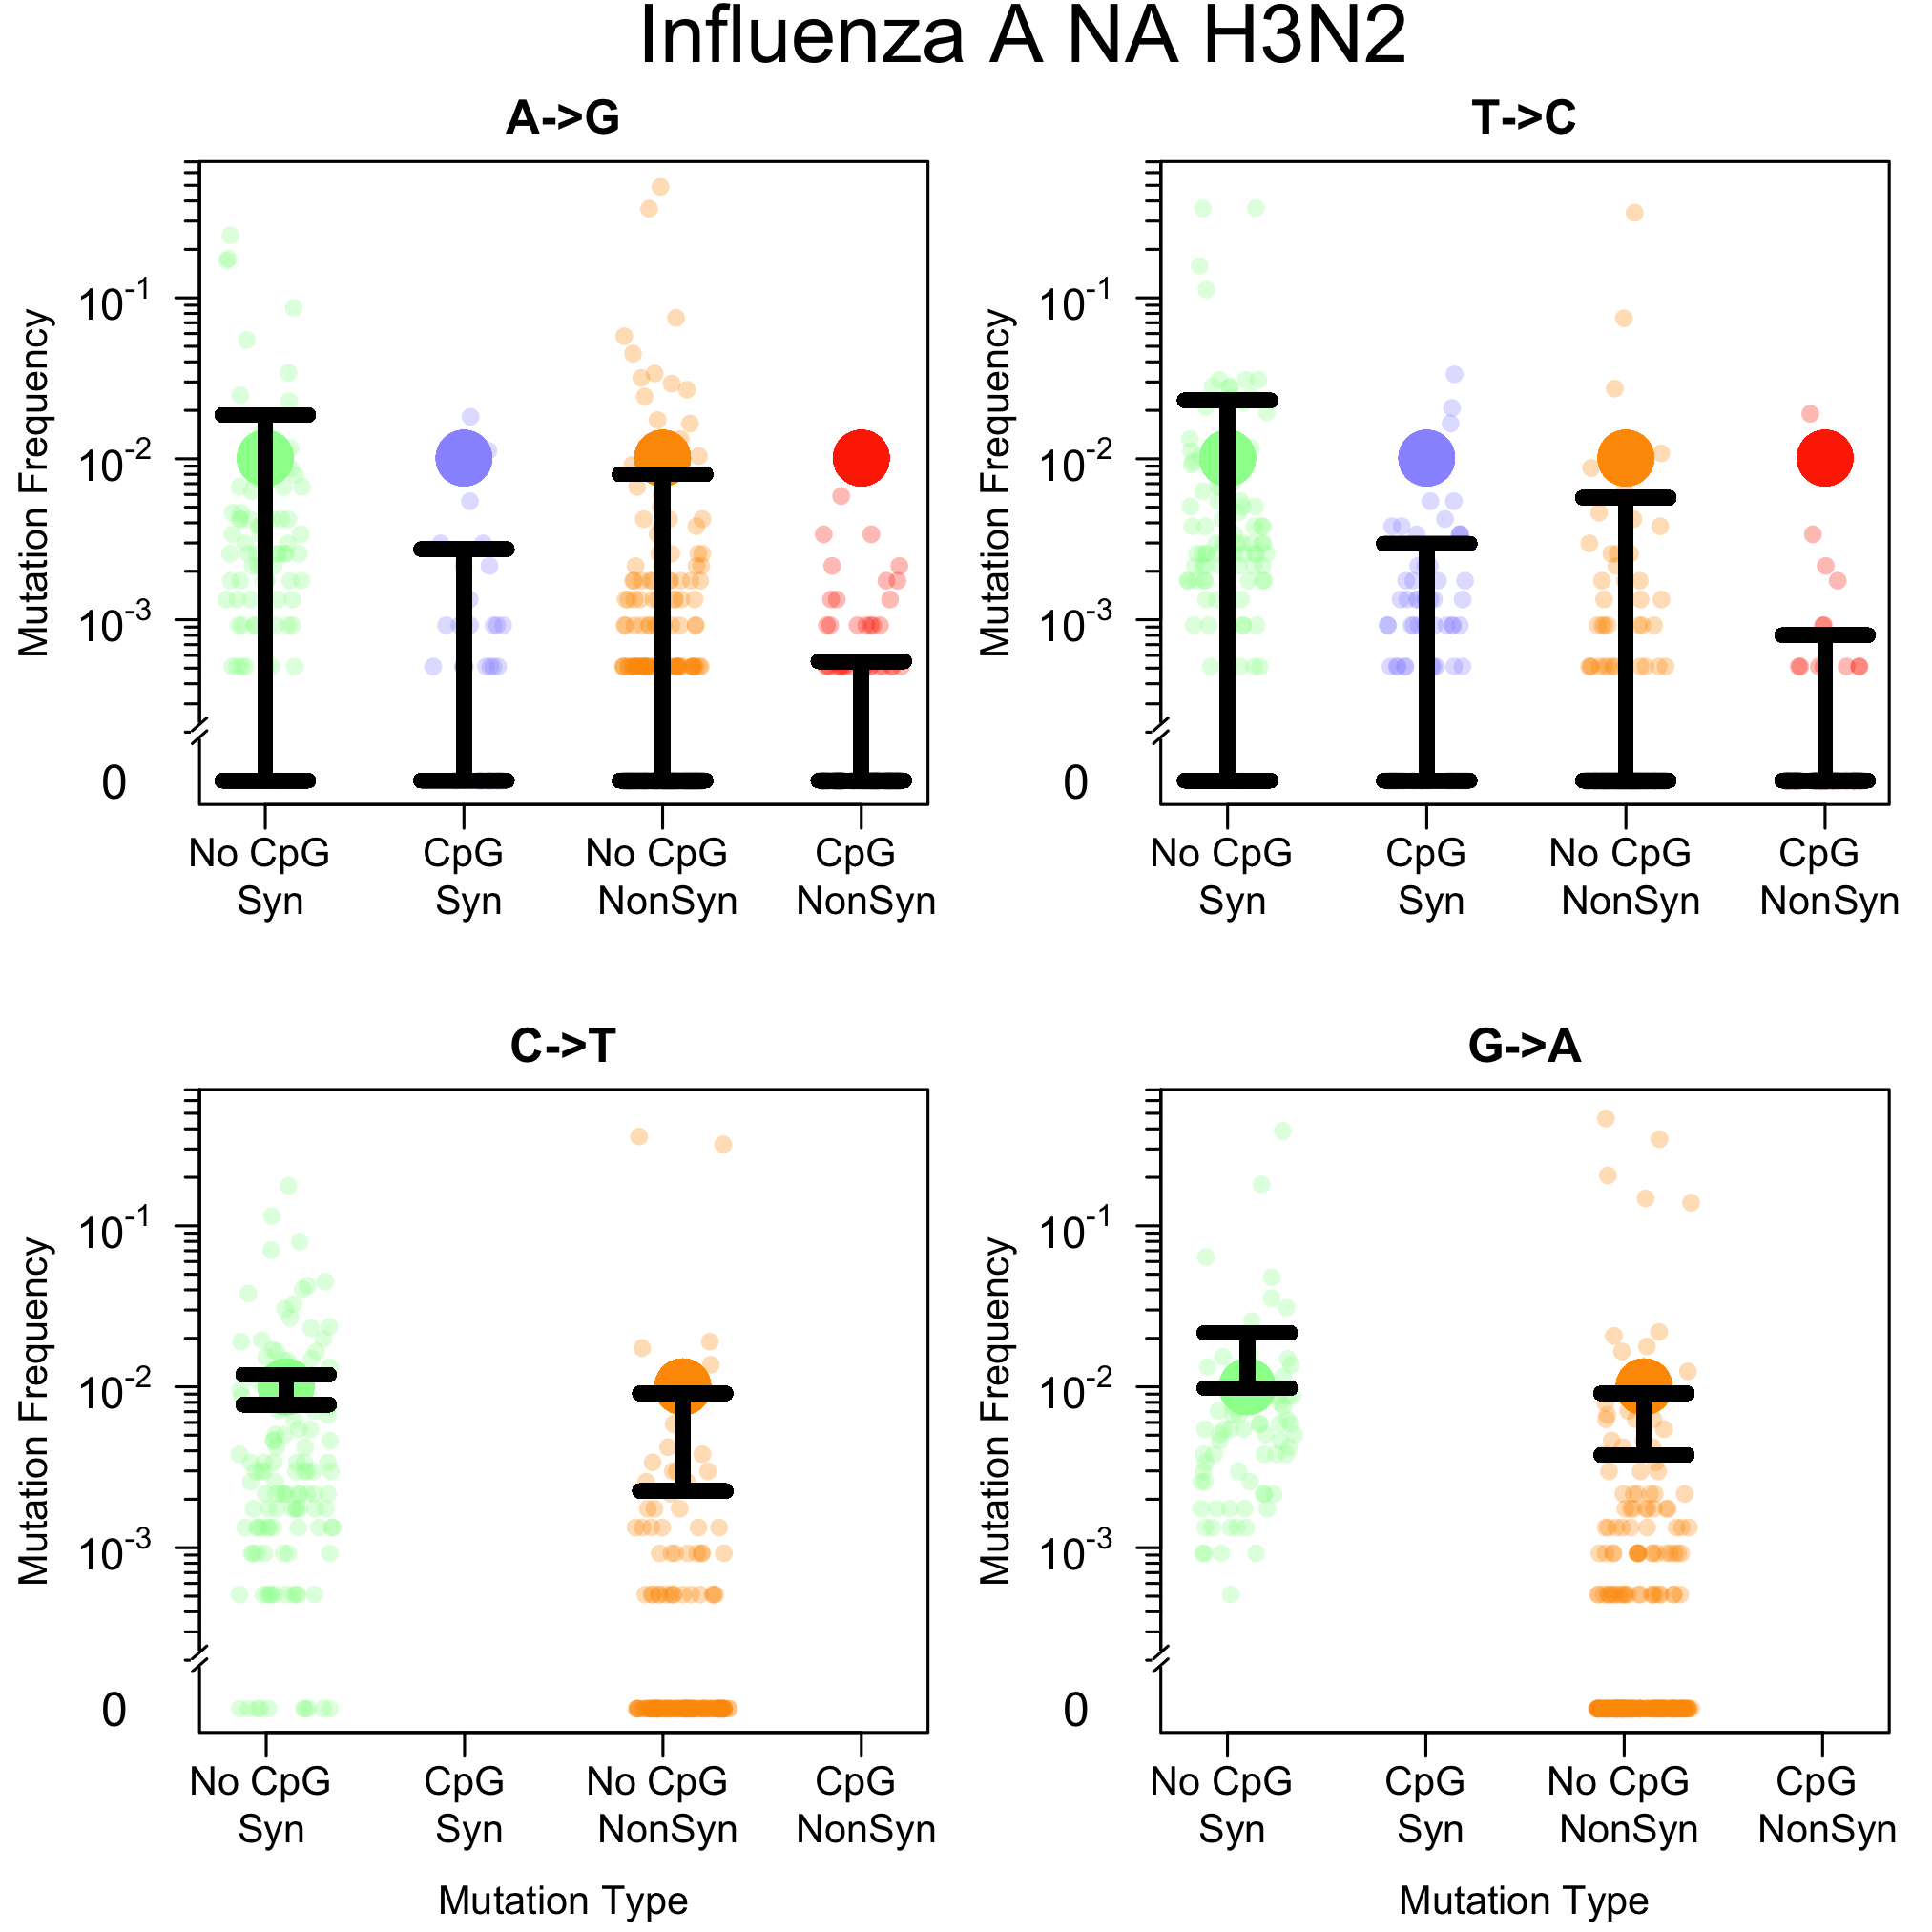 Influenza A NA H3N2
A->G
T->C
Mutation Frequency
10-1
10-2
10-3
0
No CpG Syn
CpG Syn
No CpG NonSyn
CpG NonSyn
Mutation Frequency
10-1
10-2
10-3
0
No CpG Syn
CpG Syn
No CpG NonSyn
CpG NonSyn
C->T
G->A
Mutation Frequency
10-1
10-2
10-3
0
No CpG Syn
CpG Syn
No CpG NonSyn
CpG NonSyn
Mutation Type
Mutation Frequency
10-1
10-2
10-3
0
No CpG Syn
CpG Syn
No CpG NonSyn
CpG NonSyn
Mutation Type